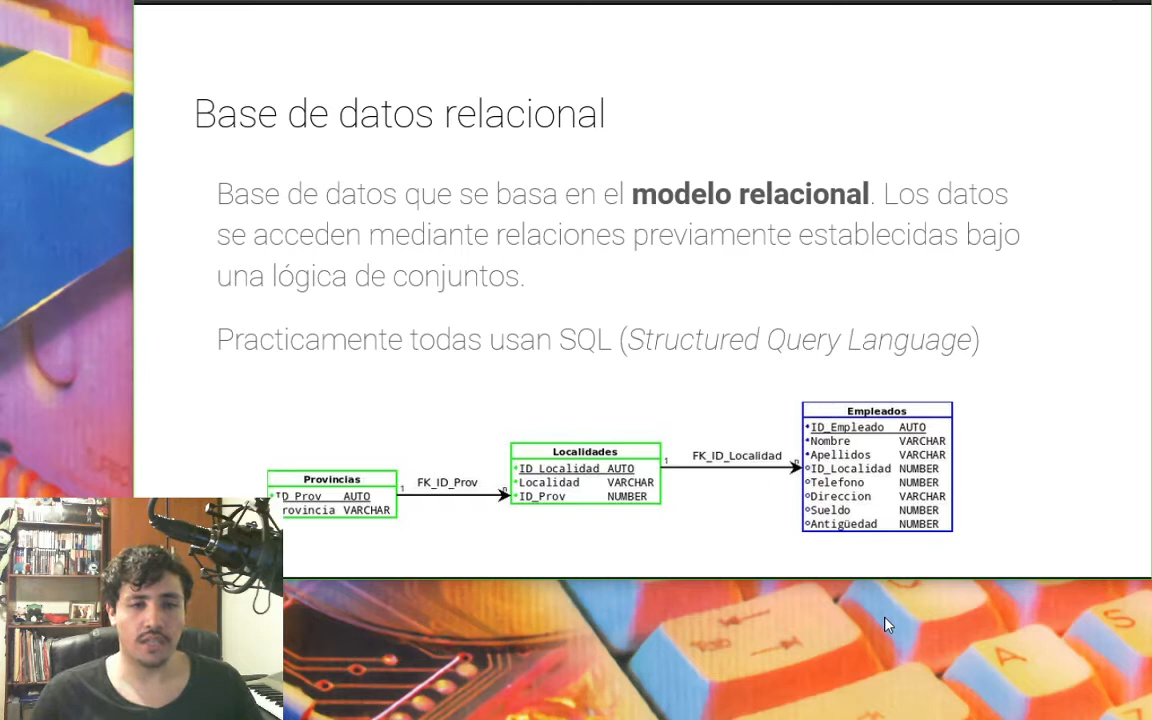 Base de datos relacional
Base de datos que se basa en el modelo relacional. Los datos
se acceden mediante relaciones previamente establecidas bajo
una lógica de conjuntos.
Practicamente todas usan SQL (Structured Query Language)
Provincias
ID_Prov AUTO
rovincia VARCHAR
1 FK_ID_Prov n
Localidades
ID_Localidad AUTO
Localidad VARCHAR
ID_Prov NUMBER
1 FK_ID_Localidad n
Empleados
ID_Empleado AUTO
Nombre VARCHAR
Apellidos VARCHAR
ID_Localidad NUMBER
Telefono NUMBER
Direccion VARCHAR
Sueldo NUMBER
Antigüedad NUMBER
A
S